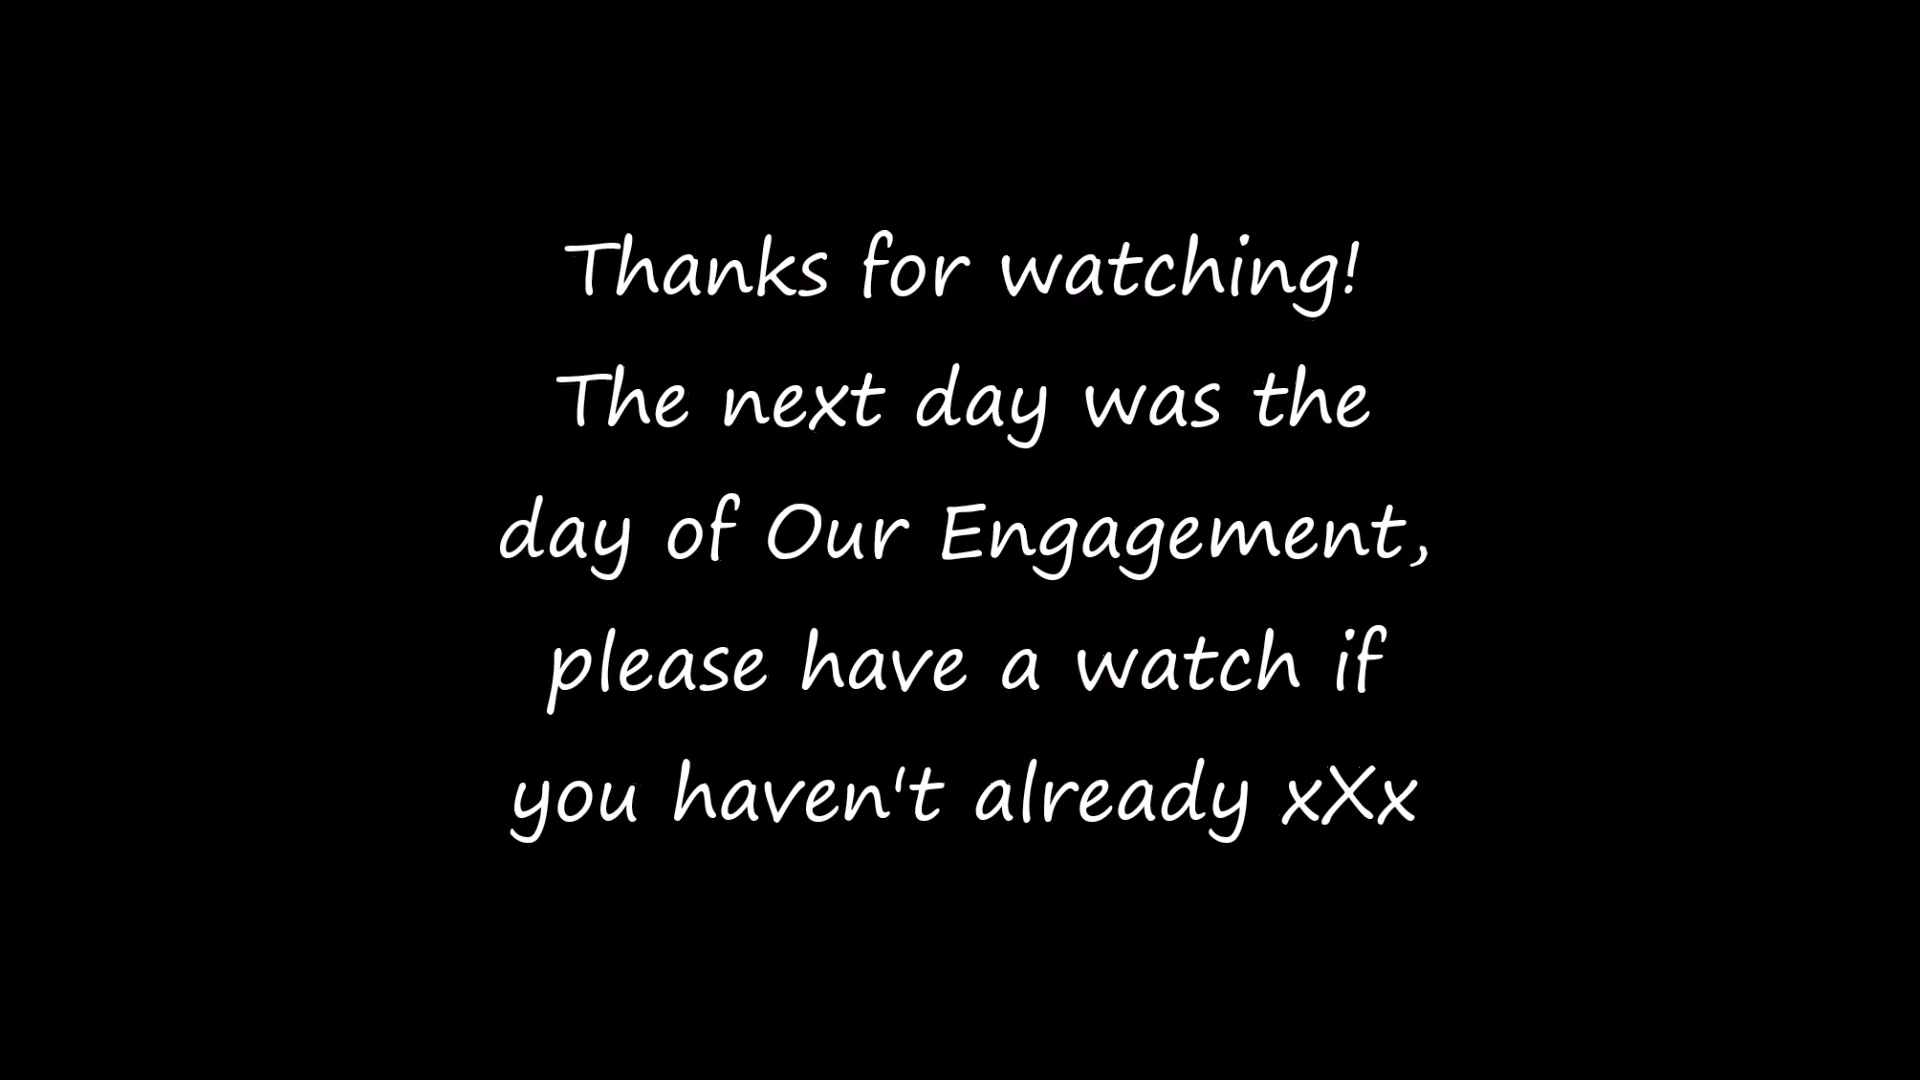 Thanks for watching!
The next day was the
day of Our Engagement,
please have a watch if
you haven't already xXx